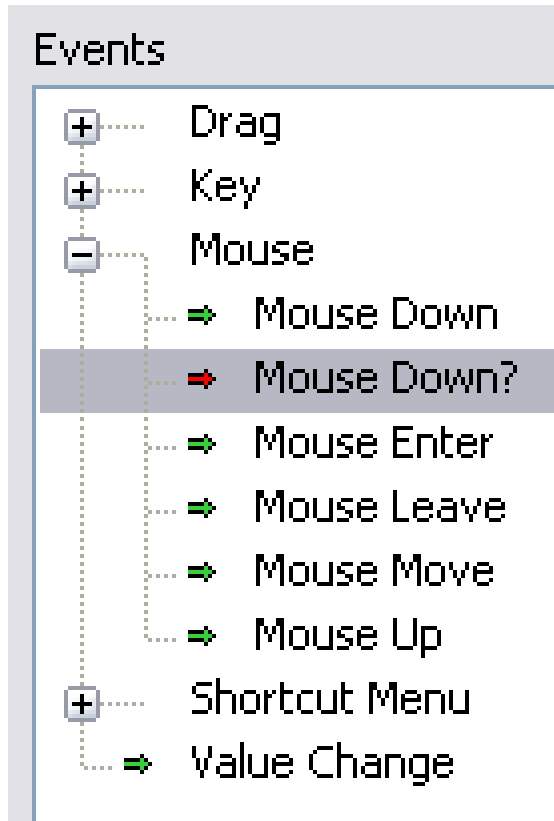 Events
Drag
Key
Mouse
Mouse Down
Mouse Down?
Mouse Enter
Mouse Leave
Mouse Move
Mouse Up
Shortcut Menu
Value Change